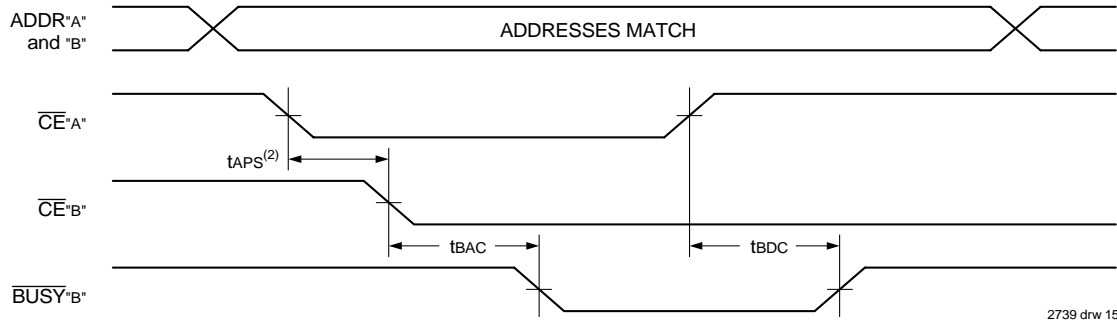 ADDR"A"
and "B"
ADDRESSES MATCH
CE"A"
tAPS(2)
CE"B"
tBAC
tBDC
BUSY"B"
2739 drw 15